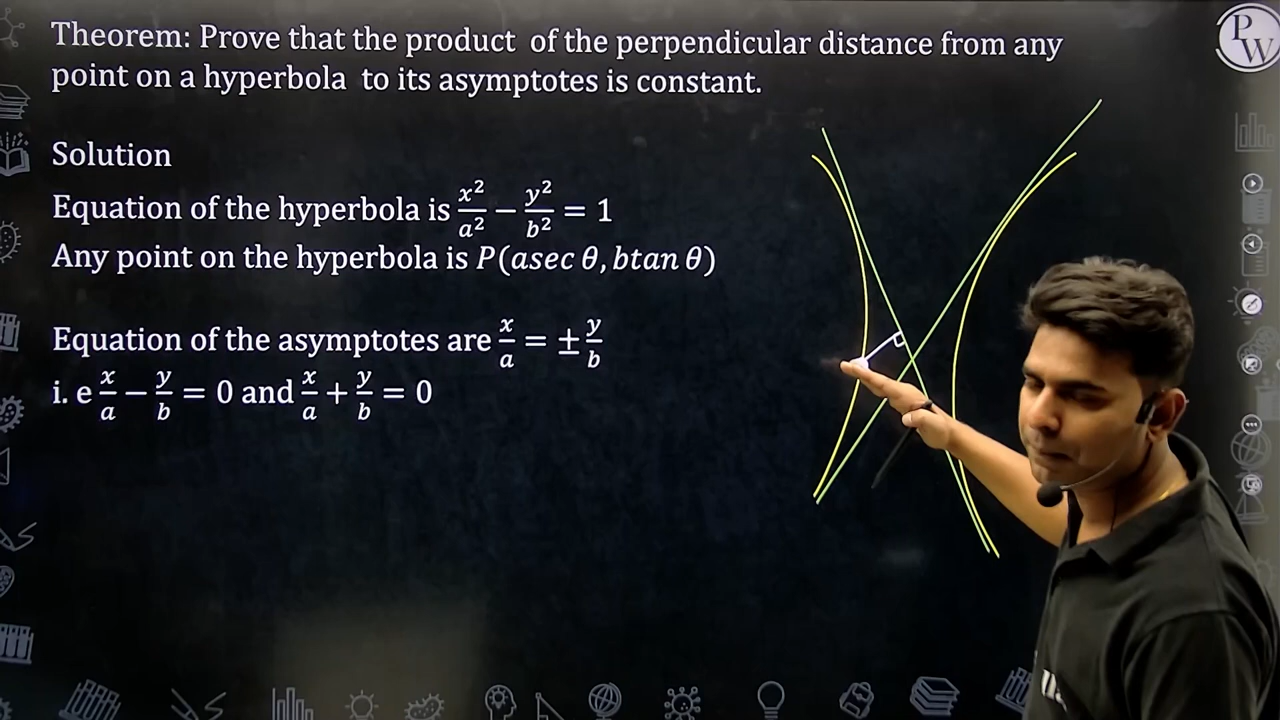 Theorem: Prove that the product of the perpendicular distance from any
point on a hyperbola to its asymptotes is constant.
PW
Solution
Equation of the hyperbola is x²/a² − y²/b² = 1
Any point on the hyperbola is P(asec θ, btan θ)
Equation of the asymptotes are x/a = ± y/b
i. e x/a − y/b = 0 and x/a + y/b = 0